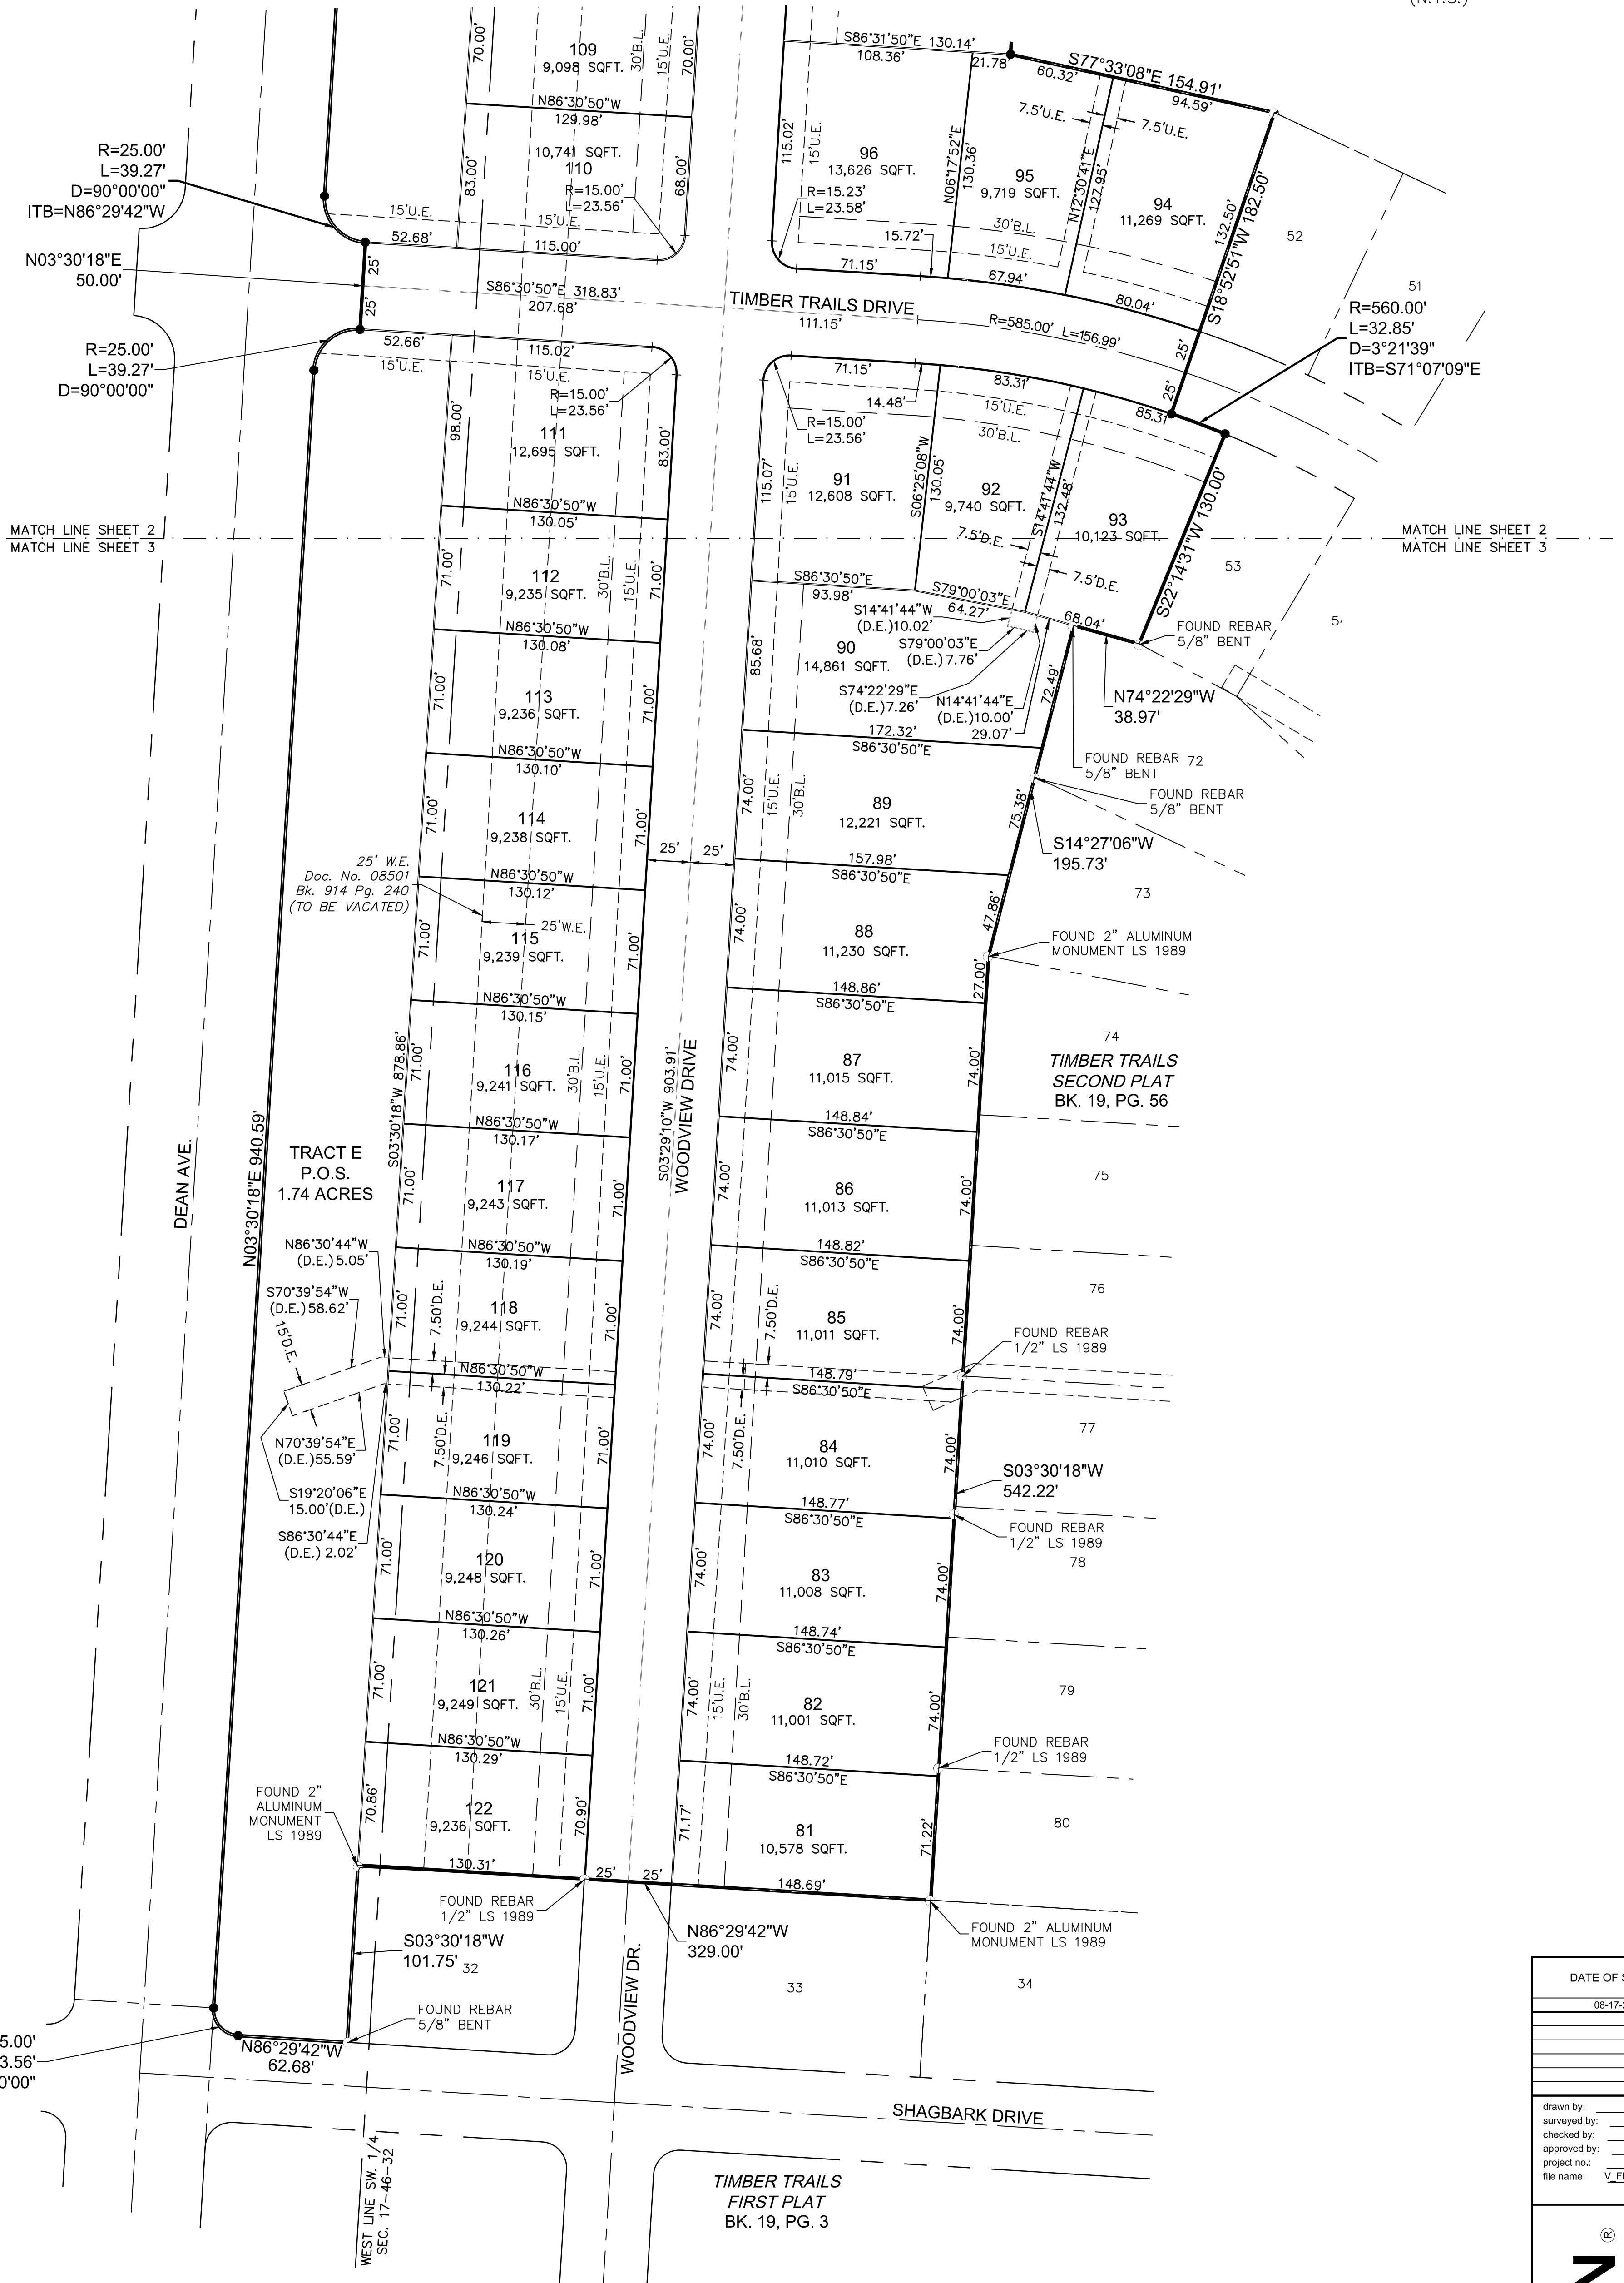 (N.T.S.)
S86°31'50"E 130.14'
108.36'
21.78'
S77°33'08"E 154.91'
60.32'
94.59'
7.5'U.E.
7.5'U.E.
70.00'
109
9,098 SQFT.
30'B.L.
15'U.E.
70.00'
N86°30'50"W
129.98'
10,741 SQFT.
110
83.00'
68.00'
R=15.00'
L=23.56'
R=25.00'
L=39.27'
D=90°00'00"
ITB=N86°29'42"W
15'U.E.
15'U.E.
52.68'
115.00'
115.02'
15'U.E.
96
13,626 SQFT.
R=15.23'
L=23.58'
N06°17'52"E
130.36'
95
9,719 SQFT.
N12°30'41"E
127.95'
94
11,269 SQFT.
132.50'
S18°52'51"W 182.50'
30'B.L.
15'U.E.
15.72'
71.15'
67.94'
80.04'
52
51
N03°30'18"E
50.00'
25'
25'
S86°30'50"E 318.83'
207.68'
TIMBER TRAILS DRIVE
111.15'
R=585.00' L=156.99'
25'
25'
R=560.00'
L=32.85'
D=3°21'39"
ITB=S71°07'09"E
R=25.00'
L=39.27'
D=90°00'00"
52.66'
115.02'
15'U.E.
15'U.E.
R=15.00'
L=23.56'
98.00'
111
12,695 SQFT.
83.00'
71.15'
83.31'
85.31'
14.48'
R=15.00'
L=23.56'
15'U.E.
30'B.L.
115.07'
15'U.E.
91
12,608 SQFT.
S06°25'08"W
130.05'
92
9,740 SQFT.
S14°41'44"W
132.48'
93
10,123 SQFT.
S22°14'31"W 130.00'
7.5'D.E.
7.5'D.E.
N86°30'50"W
130.05'
MATCH LINE SHEET 2
MATCH LINE SHEET 3
MATCH LINE SHEET 2
MATCH LINE SHEET 3
53
71.00'
112
9,235 SQFT.
30'B.L.
15'U.E.
71.00'
S86°30'50"E
93.98'
S79°00'03"E
64.27'
68.04'
S14°41'44"W
(D.E.)10.02'
S79°00'03"E
(D.E.) 7.76'
FOUND REBAR
5/8" BENT
N86°30'50"W
130.08'
85.68'
90
14,861 SQFT.
S74°22'29"E
(D.E.)7.26'
N14°41'44"E
(D.E.)10.00'
29.07'
72.49'
N74°22'29"W
38.97'
71.00'
113
9,236 SQFT.
71.00'
172.32'
S86°30'50"E
FOUND REBAR
5/8" BENT
72
N86°30'50"W
130.10'
FOUND REBAR
5/8" BENT
71.00'
114
9,238 SQFT.
71.00'
74.00'
15'U.E.
30'B.L.
89
12,221 SQFT.
75.38'
S14°27'06"W
195.73'
25'
25'
157.98'
S86°30'50"E
73
25' W.E.
Doc. No. 08501
Bk. 914 Pg. 240
(TO BE VACATED)
N86°30'50"W
130.12'
25'W.E.
71.00'
115
9,239 SQFT.
71.00'
74.00'
88
11,230 SQFT.
47.86'
FOUND 2" ALUMINUM
MONUMENT LS 1989
27.00'
148.86'
S86°30'50"E
N86°30'50"W
130.15'
S03°30'18"W 878.86'
71.00'
116
9,241 SQFT.
30'B.L.
15'U.E.
71.00'
S03°29'10"W 903.91'
WOODVIEW DRIVE
74.00'
87
11,015 SQFT.
74.00'
74
TIMBER TRAILS
SECOND PLAT
BK. 19, PG. 56
148.84'
S86°30'50"E
N86°30'50"W
130.17'
DEAN AVE.
N03°30'18"E 940.59'
TRACT E
P.O.S.
1.74 ACRES
71.00'
117
9,243 SQFT.
71.00'
74.00'
86
11,013 SQFT.
74.00'
75
148.82'
S86°30'50"E
N86°30'50"W
130.19'
N86°30'44"W
(D.E.) 5.05'
S70°39'54"W
(D.E.) 58.62'
15'D.E.
71.00'
7.50'D.E.
118
9,244 SQFT.
71.00'
74.00'
7.50'D.E.
85
11,011 SQFT.
74.00'
76
FOUND REBAR
1/2" LS 1989
N86°30'50"W
130.22'
148.79'
S86°30'50"E
N70°39'54"E
(D.E.)55.59'
S19°20'06"E
15.00'(D.E.)
S86°30'44"E
(D.E.) 2.02'
71.00'
7.50'D.E.
119
9,246 SQFT.
71.00'
74.00'
7.50'D.E.
84
11,010 SQFT.
74.00'
77
S03°30'18"W
542.22'
N86°30'50"W
130.24'
148.77'
S86°30'50"E
FOUND REBAR
1/2" LS 1989
78
71.00'
120
9,248 SQFT.
71.00'
74.00'
83
11,008 SQFT.
74.00'
N86°30'50"W
130.26'
148.74'
S86°30'50"E
71.00'
121
9,249 SQFT.
30'B.L.
15'U.E.
71.00'
74.00'
15'U.E.
30'B.L.
82
11,001 SQFT.
74.00'
79
FOUND REBAR
1/2" LS 1989
N86°30'50"W
130.29'
148.72'
S86°30'50"E
FOUND 2"
ALUMINUM
MONUMENT
LS 1989
70.86'
122
9,236 SQFT.
70.90'
71.17'
81
10,578 SQFT.
71.22'
80
130.31'
25'
25'
148.69'
FOUND REBAR
1/2" LS 1989
N86°29'42"W
329.00'
FOUND 2" ALUMINUM
MONUMENT LS 1989
S03°30'18"W
101.75'
32
33
34
FOUND REBAR
5/8" BENT
WOODVIEW DR.
5.00'
3.56'
0'00"
N86°29'42"W
62.68'
SHAGBARK DRIVE
WEST LINE SW. 1/4
SEC. 17-46-32
TIMBER TRAILS
FIRST PLAT
BK. 19, PG. 3
DATE OF
08-17-
drawn by:
surveyed by:
checked by:
approved by:
project no.:
file name:
®